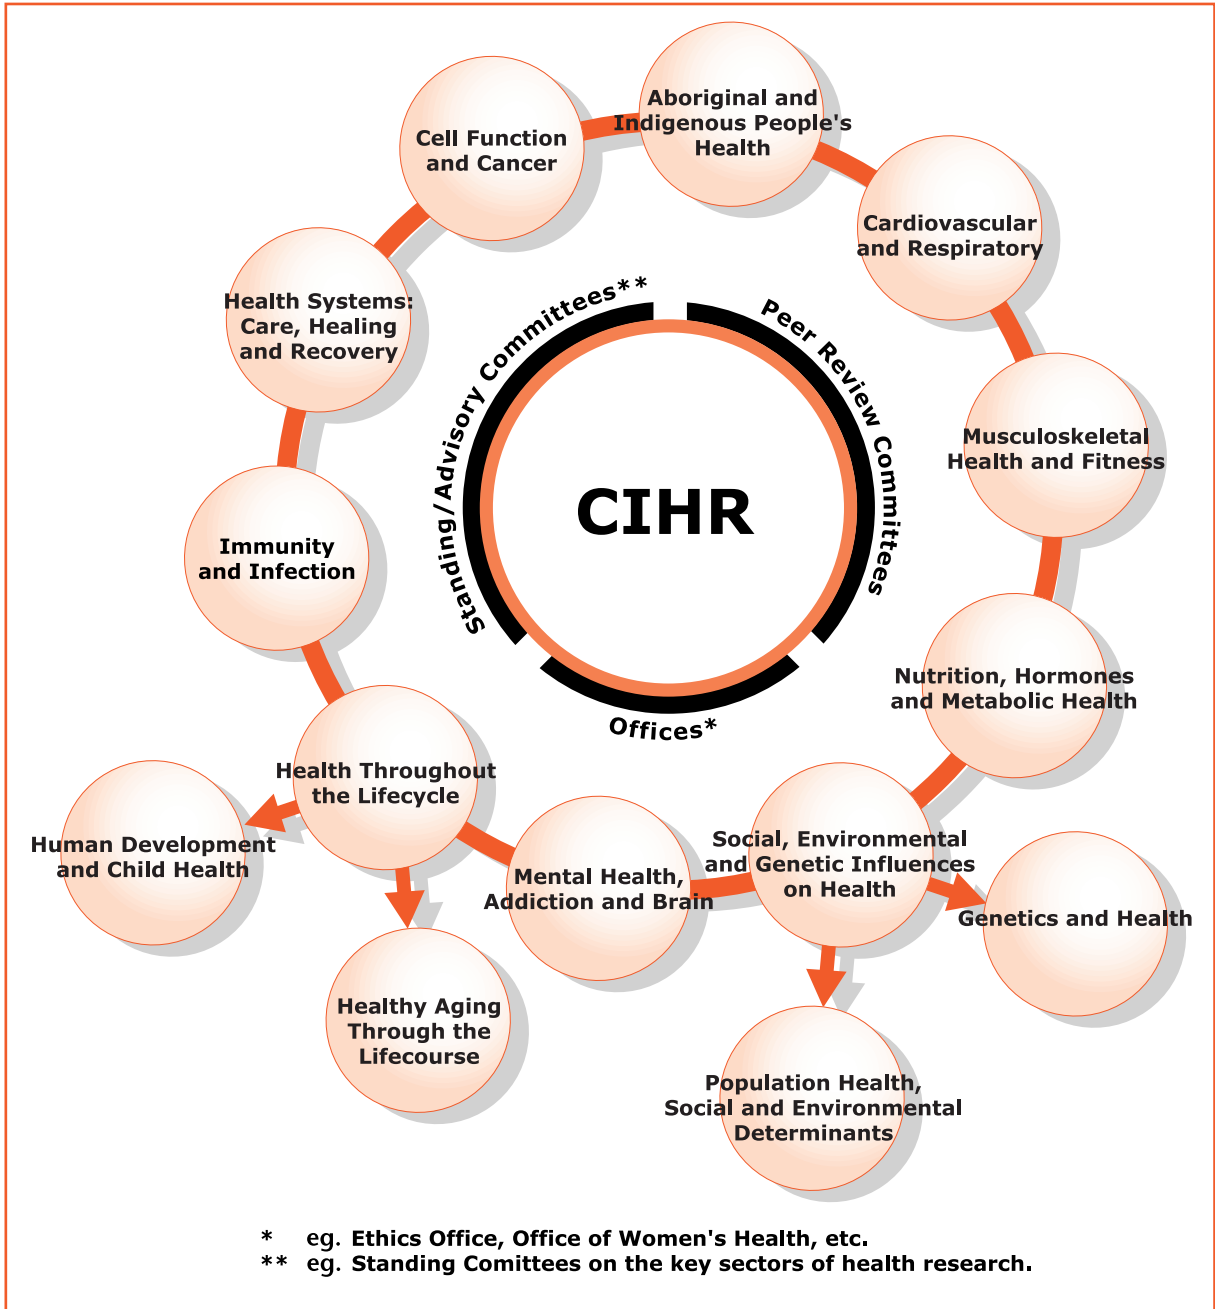 Aboriginal and
Indigenous People's
Health
Cell Function
and Cancer
Cardiovascular
and Respiratory
Health Systems:
Care, Healing
and Recovery
Standing/Advisory Committees**
Peer Review Committees
Musculoskeletal
Health and Fitness
CIHR
Immunity
and Infection
Nutrition, Hormones
and Metabolic Health
Offices*
Health Throughout
the Lifecycle
Human Development
and Child Health
Mental Health,
Addiction and Brain
Social, Environmental
and Genetic Influences
on Health
Genetics and Health
Healthy Aging
Through the
Lifecourse
Population Health,
Social and Environmental
Determinants
* eg. Ethics Office, Office of Women's Health, etc.
** eg. Standing Comittees on the key sectors of health research.